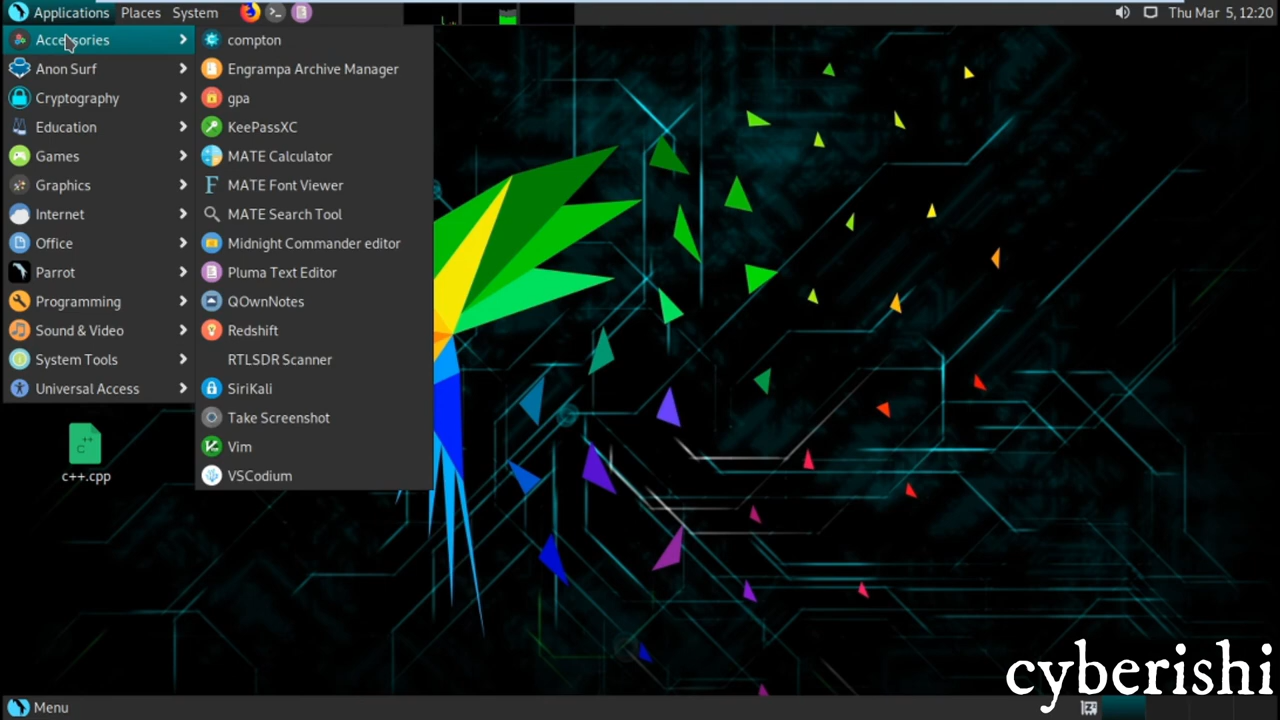 Applications Places System Thu Mar 5, 12:20
Accessories
Anon Surf
Cryptography
Education
Games
Graphics
Internet
Office
Parrot
Programming
Sound & Video
System Tools
Universal Access
compton
Engrampa Archive Manager
gpa
KeePassXC
MATE Calculator
MATE Font Viewer
MATE Search Tool
Midnight Commander editor
Pluma Text Editor
QOwnNotes
Redshift
RTLSDR Scanner
SiriKali
Take Screenshot
Vim
VSCodium
C++
c++.cpp
cyberishi
Menu